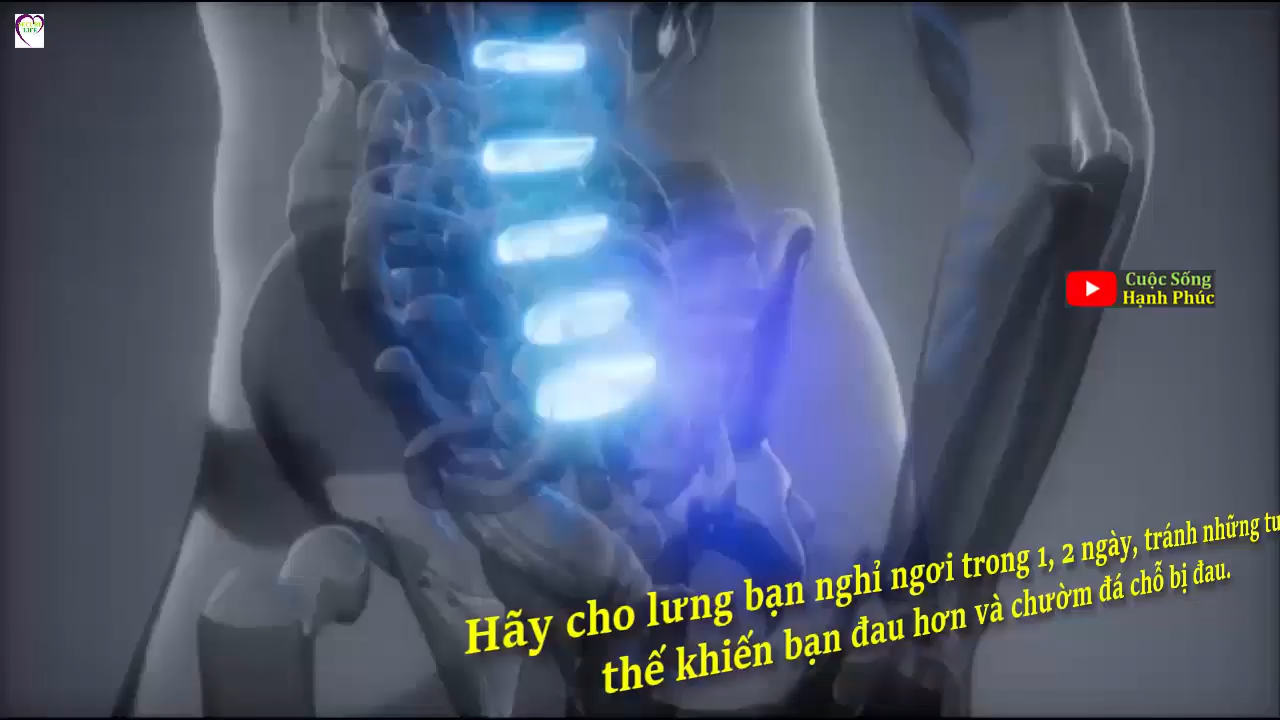 Cuộc Sống
Hạnh Phúc
Hãy cho lưng bạn nghỉ ngơi trong 1, 2 ngày, tránh những
thế khiến bạn đau hơn và chườm đá chỗ bị đau.